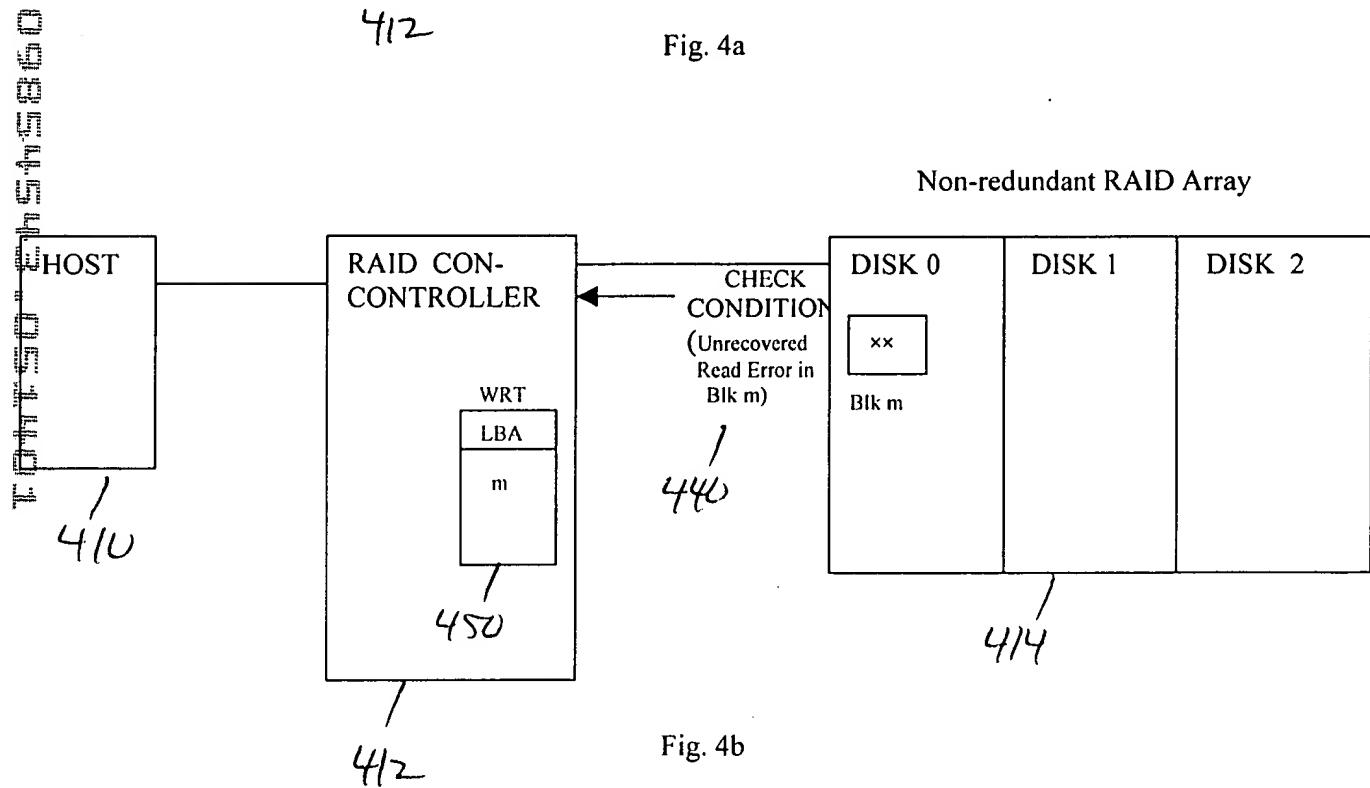 412
Fig. 4a
Non-redundant RAID Array
HOST
RAID CON-
CONTROLLER
WRT
LBA
m
CHECK
CONDITION
(Unrecovered
Read Error in
Blk m)
DISK 0
××
Blk m
DISK 1
DISK 2
410
450
440
414
412
Fig. 4b